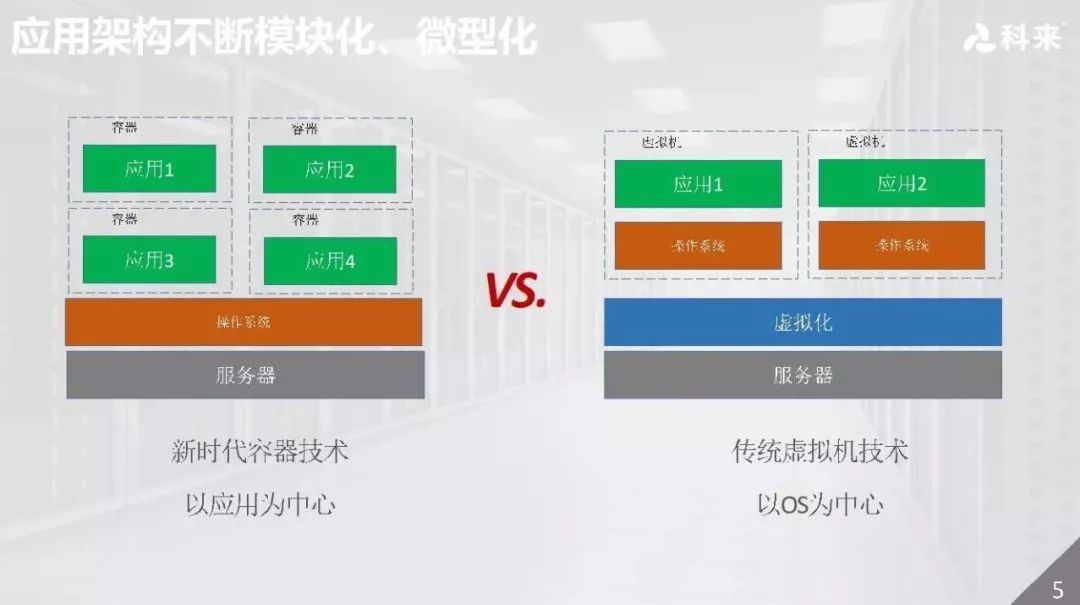 应用架构不断模块化、微型化
科来
容器
应用1
容器
应用2
容器
应用3
容器
应用4
操作系统
服务器
新时代容器技术
以应用为中心
VS.
虚拟机
应用1
操作系统
虚拟机
应用2
操作系统
虚拟化
服务器
传统虚拟机技术
以OS为中心
5